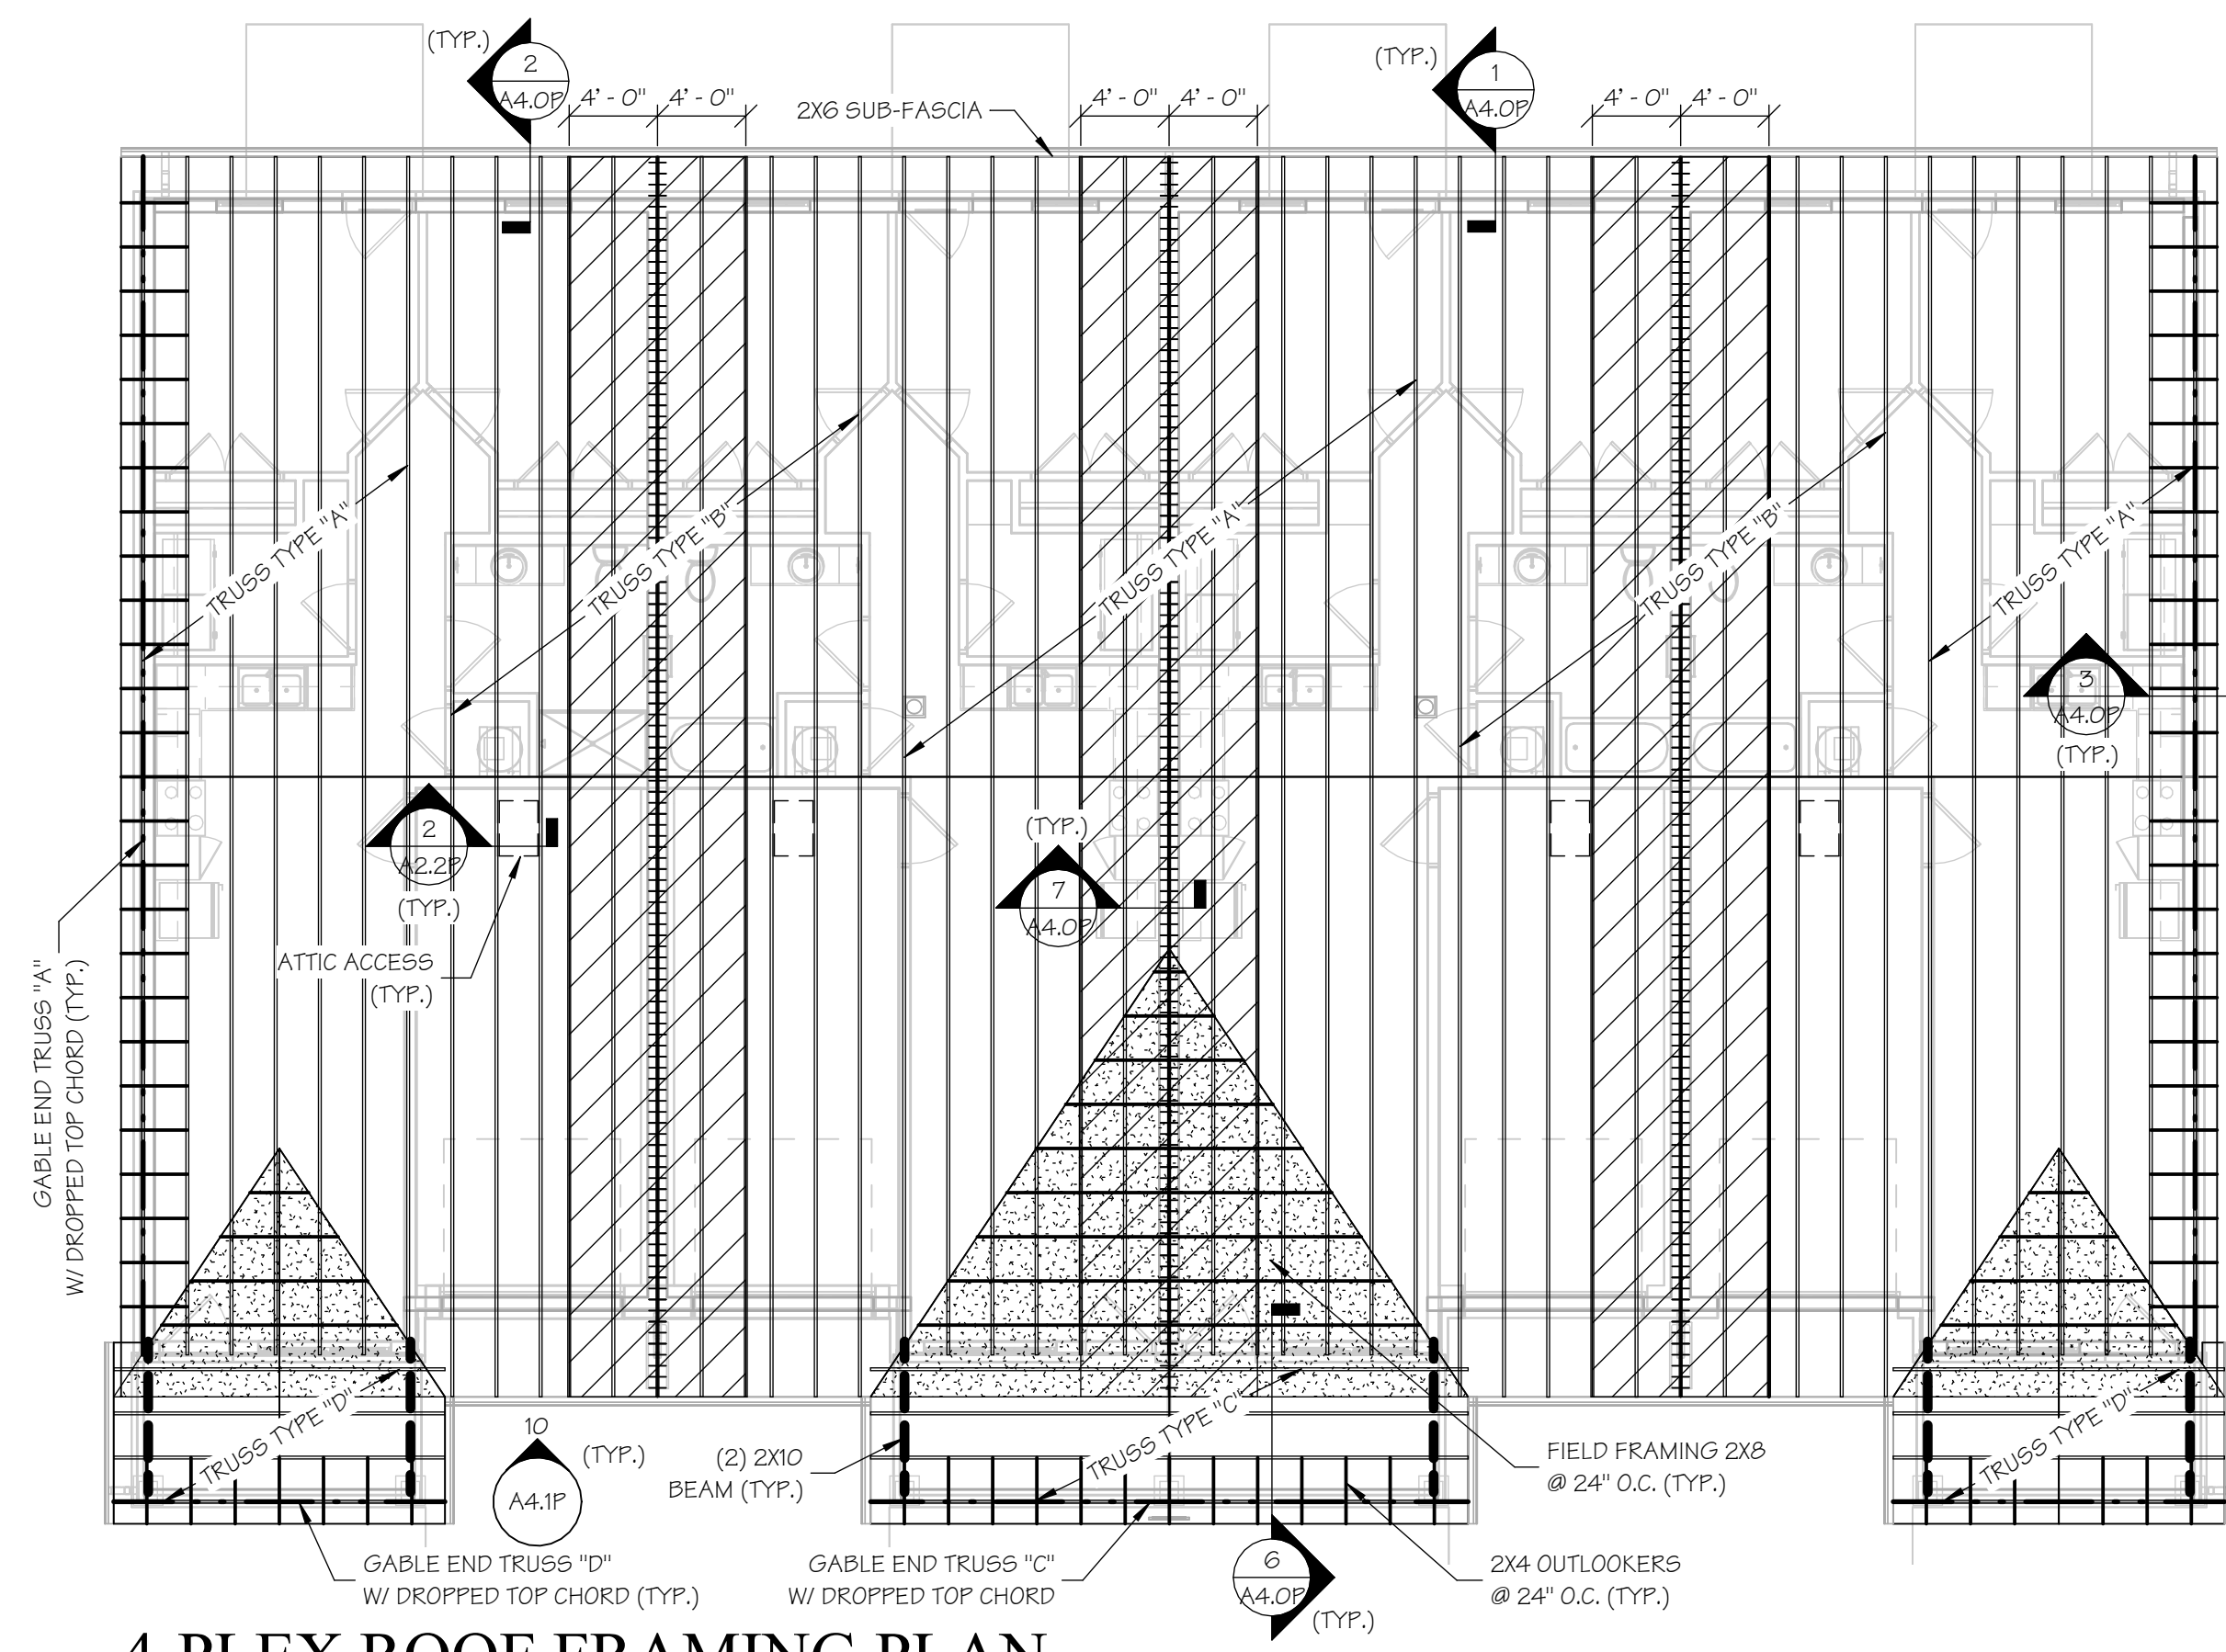 (TYP.)
2
A4.0P
4' - 0"
4' - 0"
2X6 SUB-FASCIA
4' - 0"
4' - 0"
(TYP.)
1
A4.0P
4' - 0"
4' - 0"
TRUSS TYPE "A"
TRUSS TYPE "B"
TRUSS TYPE "A"
TRUSS TYPE "B"
TRUSS TYPE "A"
3
A4.0P
(TYP.)
2
A2.2P
(TYP.)
(TYP.)
7
A4.0P
ATTIC ACCESS
(TYP.)
GABLE END TRUSS "A"
W/ DROPPED TOP CHORD (TYP.)
TRUSS TYPE "D"
TRUSS TYPE "C"
TRUSS TYPE "D"
10
(TYP.)
A4.1P
(2) 2X10
BEAM (TYP.)
FIELD FRAMING 2X8
@ 24" O.C. (TYP.)
GABLE END TRUSS "D"
W/ DROPPED TOP CHORD (TYP.)
GABLE END TRUSS "C"
W/ DROPPED TOP CHORD
6
A4.0P
(TYP.)
2X4 OUTLOOKERS
@ 24" O.C. (TYP.)
4-PLEX ROOF FRAMING PLAN